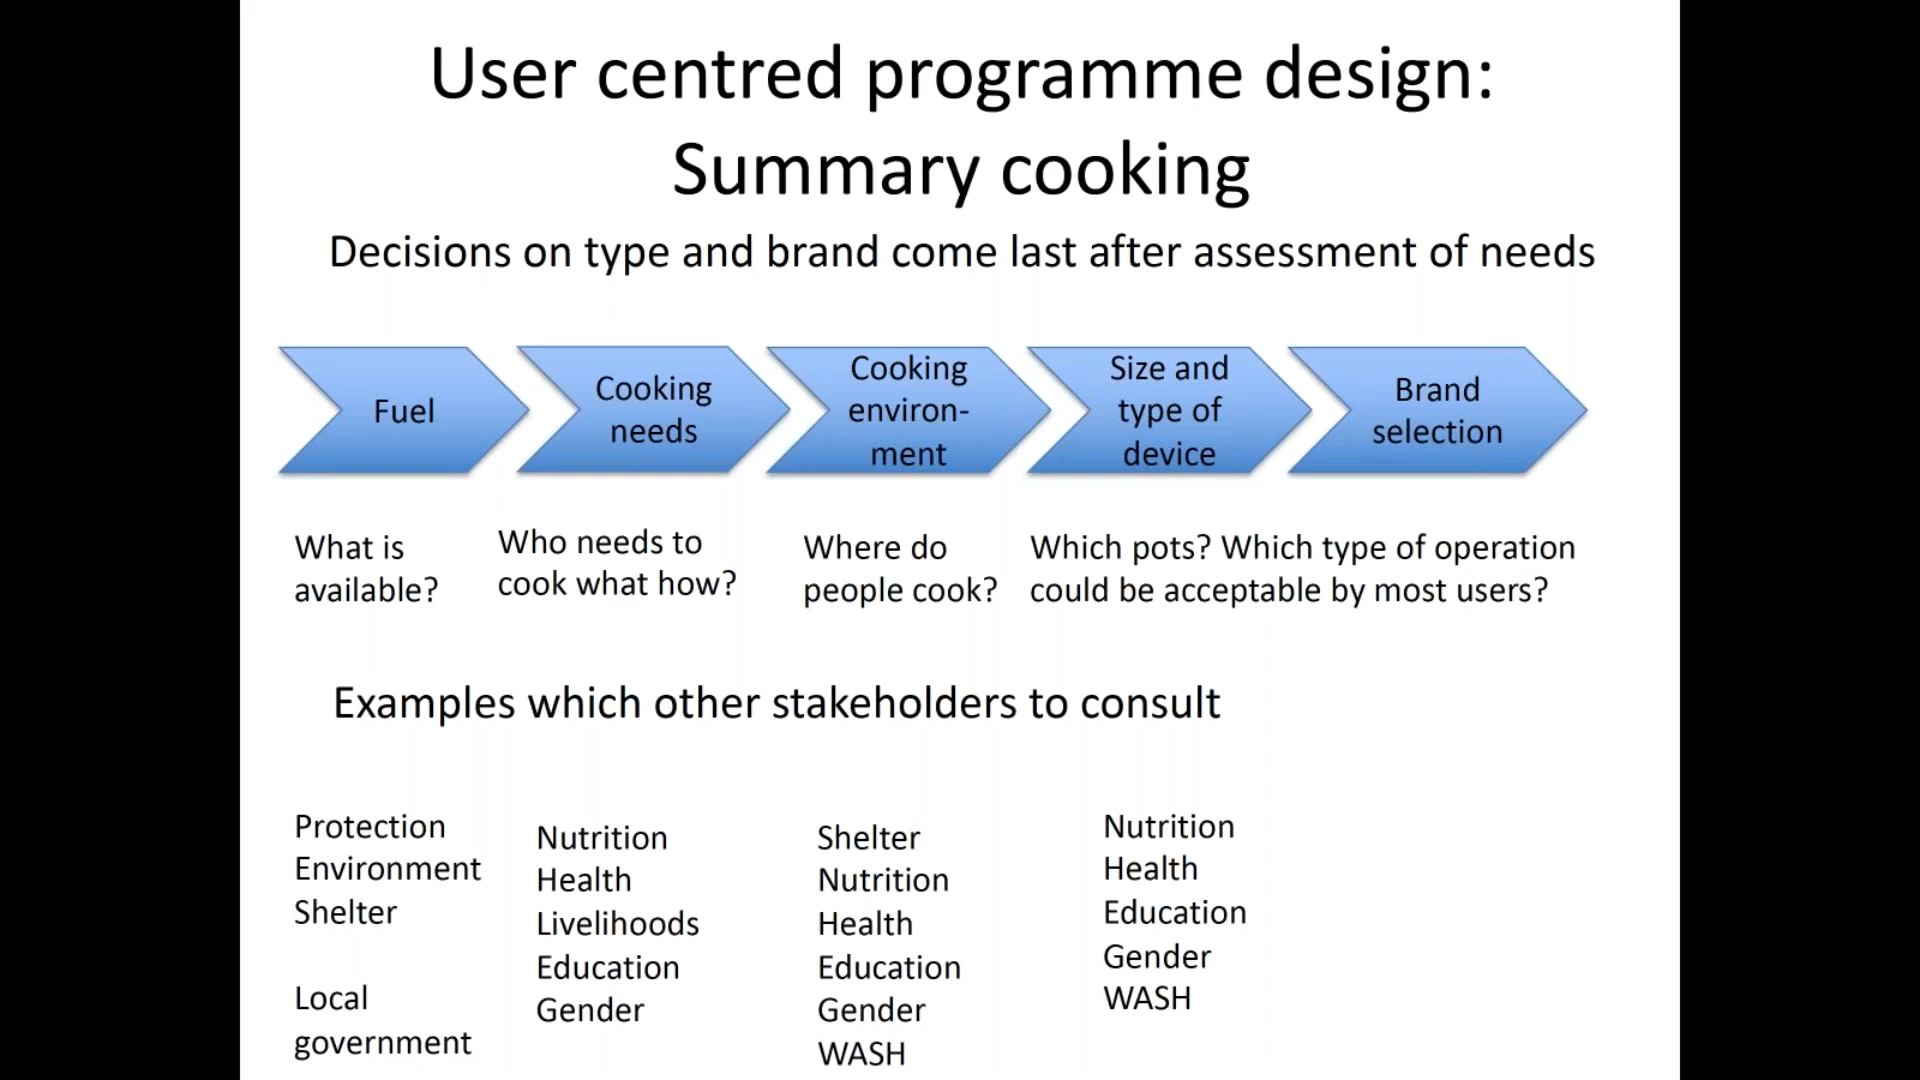 User centred programme design:
Summary cooking
Decisions on type and brand come last after assessment of needs
Fuel
Cooking
needs
Cooking
environ-
ment
Size and
type of
device
Brand
selection
What is
available?
Who needs to
cook what how?
Where do
people cook?
Which pots? Which type of operation
could be acceptable by most users?
Examples which other stakeholders to consult
Protection
Environment
Shelter
Local
government
Nutrition
Health
Livelihoods
Education
Gender
Shelter
Nutrition
Health
Education
Gender
WASH
Nutrition
Health
Education
Gender
WASH